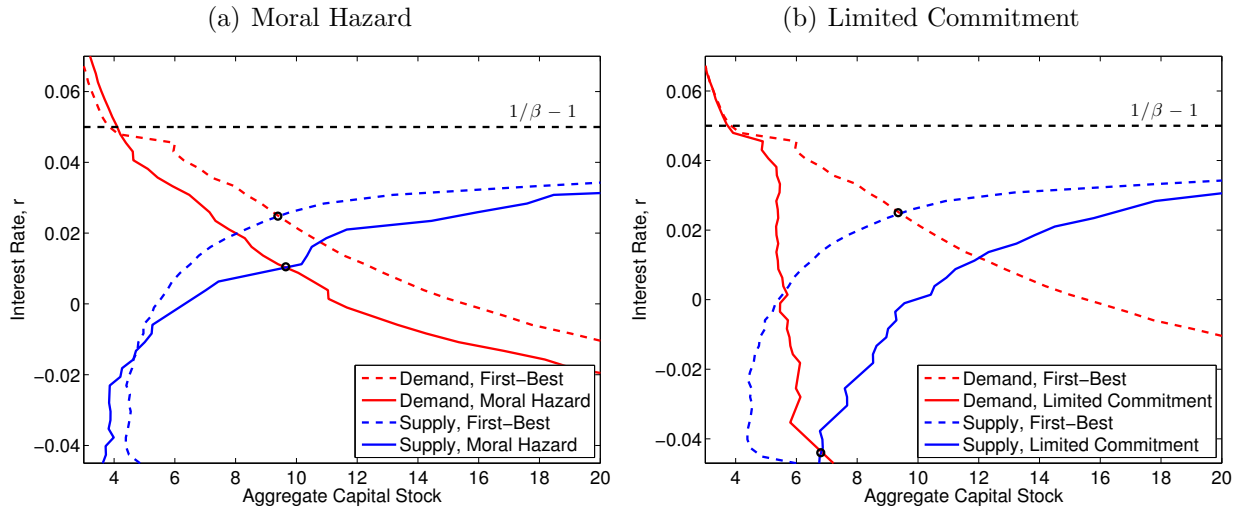 (a) Moral Hazard
0.06
0.04
0.02
0
−0.02
−0.04
Interest Rate, r
1/β − 1
Demand, First−Best
Demand, Moral Hazard
Supply, First−Best
Supply, Moral Hazard
4 6 8 10 12 14 16 18 20
Aggregate Capital Stock
(b) Limited Commitment
0.06
0.04
0.02
0
−0.02
−0.04
Interest Rate, r
1/β − 1
Demand, First−Best
Demand, Limited Commitment
Supply, First−Best
Supply, Limited Commitment
4 6 8 10 12 14 16 18 20
Aggregate Capital Stock